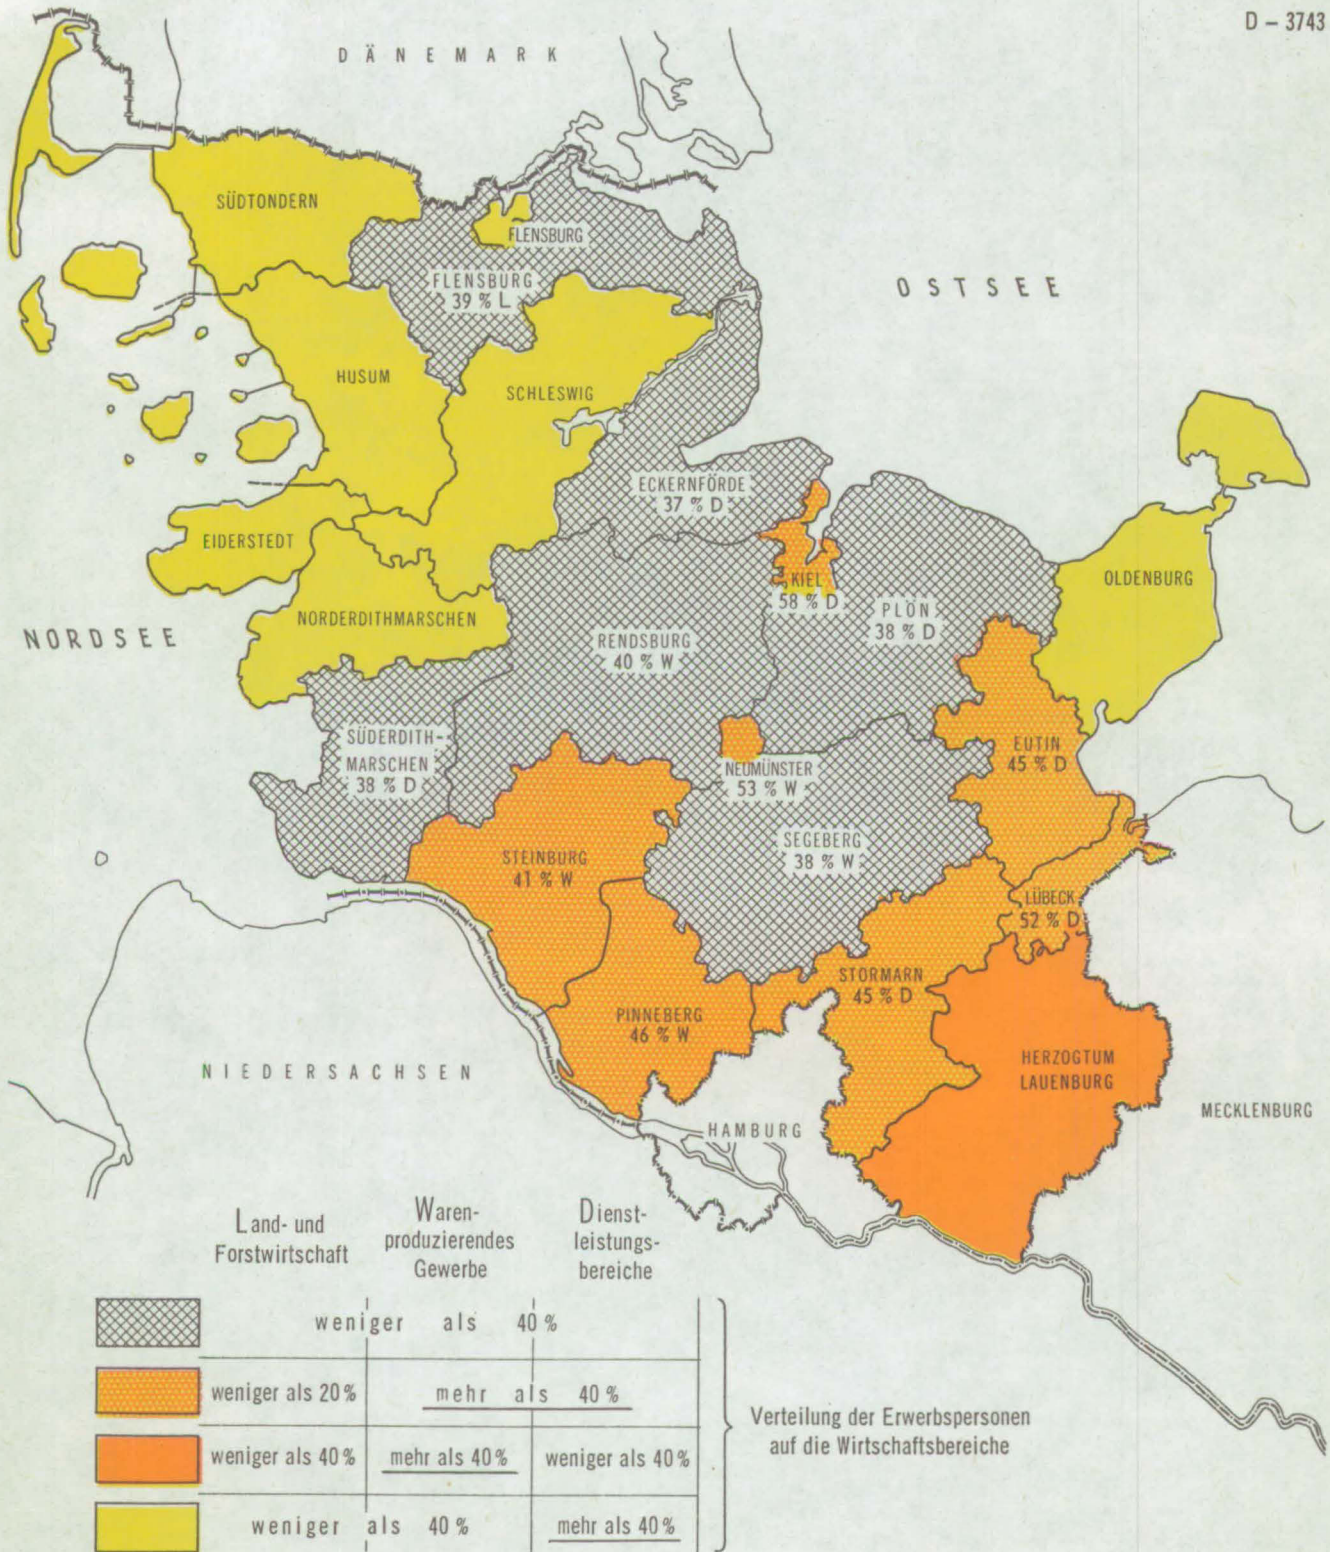 D – 3743
DÄNEMARK
SÜDTONDERN
FLENSBURG
FLENSBURG
39 % L
OSTSEE
HUSUM
SCHLESWIG
ECKERNFÖRDE
37 % D
EIDERSTEDT
KIEL
58 % D
OLDENBURG
PLÖN
38 % D
NORDERDITHMARSCHEN
NORDSEE
RENDSBURG
40 % W
SÜDERDITH-
MARSCHEN
38 % D
EUTIN
45 % D
NEUMÜNSTER
53 % W
SEGEBERG
38 % W
STEINBURG
41 % W
LÜBECK
52 % D
STORMARN
45 % D
PINNEBERG
46 % W
HERZOGTUM
LAUENBURG
NIEDERSACHSEN
MECKLENBURG
HAMBURG
Land- und
Forstwirtschaft
Waren-
produzierendes
Gewerbe
Dienst-
leistungs-
bereiche
weniger als 40 %
weniger als 20 % mehr als 40 %
weniger als 40 % mehr als 40 % weniger als 40 %
weniger als 40 % mehr als 40 %
Verteilung der Erwerbspersonen
auf die Wirtschaftsbereiche